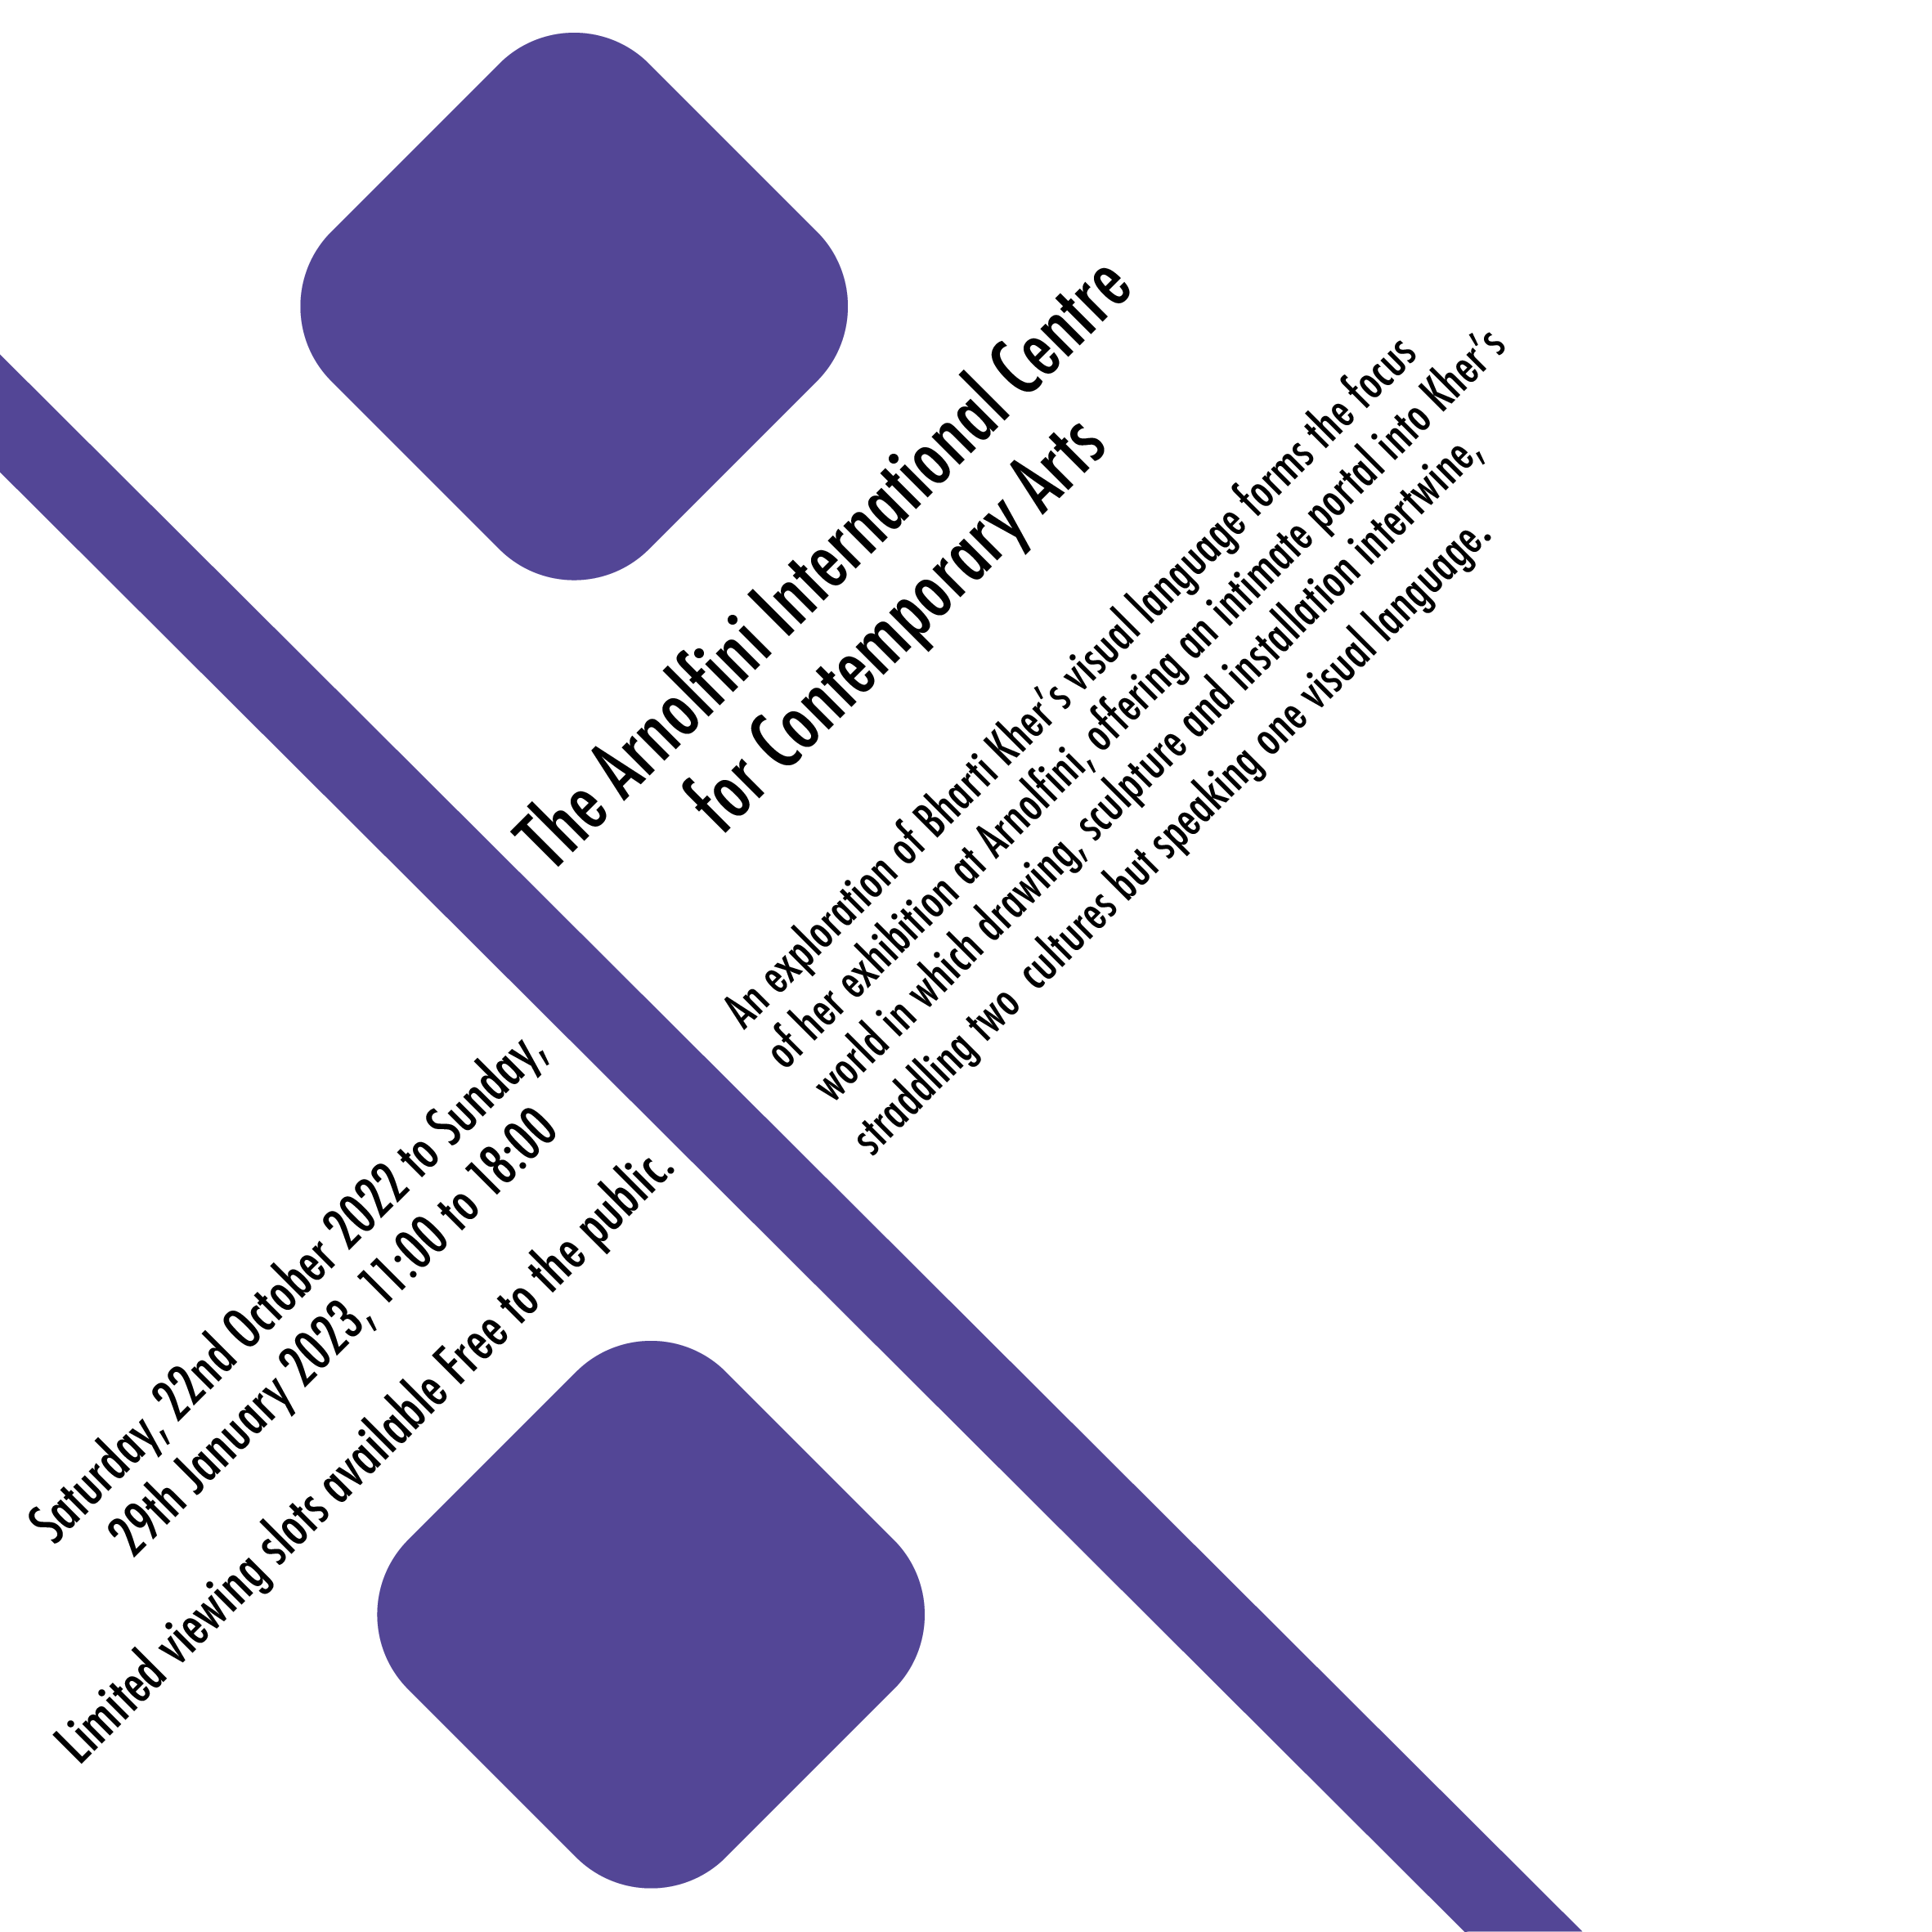 The Arnolfini International Centre
for Contemporary Arts
An exploration of Bharti Kher's visual language forms the focus
of her exhibition at Arnolfini, offering an intimate portal into Kher's
world in which drawing, sculpture and installation intertwine,
straddling two cultures but speaking one visual language.
Saturday, 22nd October 2022 to Sunday,
29th January 2023, 11:00 to 18:00
Limited viewing slots available Free to the public.